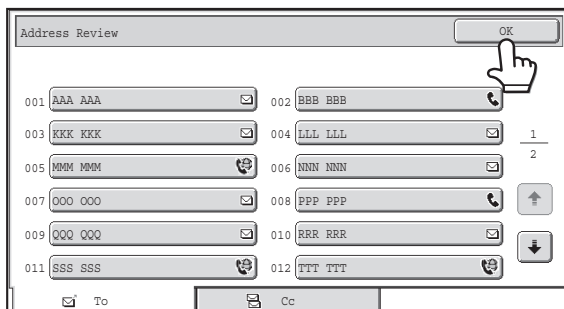 Address Review OK
001 AAA AAA 002 BBB BBB
003 KKK KKK 004 LLL LLL
1
005 MMM MMM 006 NNN NNN
2
007 OOO OOO 008 PPP PPP
009 QQQ QQQ 010 RRR RRR
011 SSS SSS 012 TTT TTT
To Cc